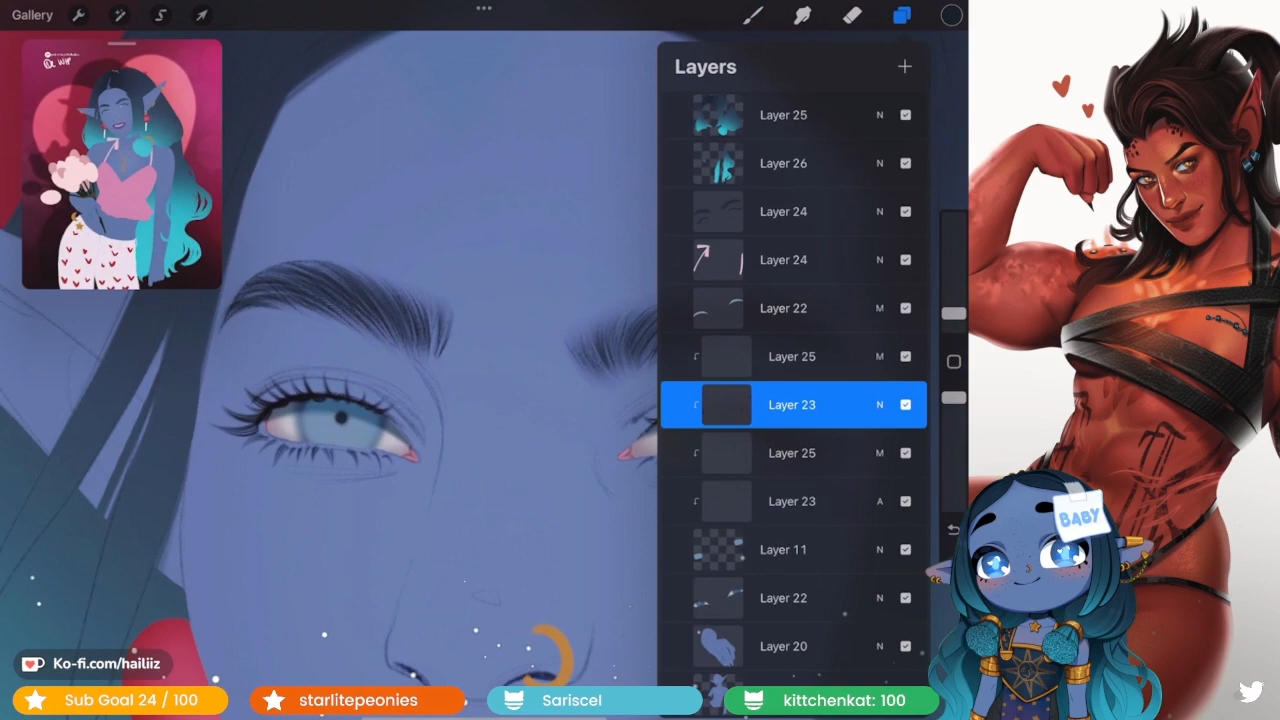 Gallery
Layers
Layer 25 N
Layer 26 N
Layer 24 N
Layer 24 N
Layer 22 M
Layer 25 M
Layer 23 N
Layer 25 M
Layer 23 A
Layer 11 N
Layer 22 N
Layer 20 N
BABY
Ko-fi.com/hailiiz
Sub Goal 24 / 100
starlitepeonies
Sariscel
kittchenkat: 100